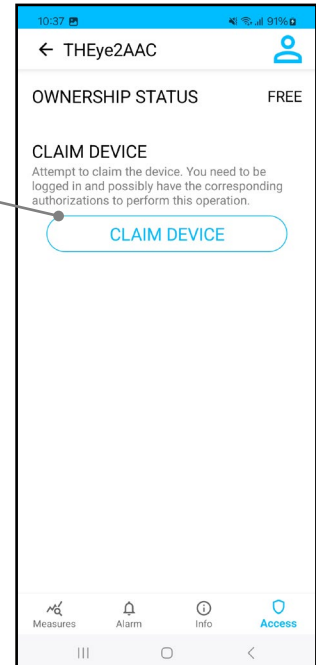 10:37 91%
← THEye2AAC
OWNERSHIP STATUS FREE
CLAIM DEVICE
Attempt to claim the device. You need to be
logged in and possibly have the corresponding
authorizations to perform this operation.
CLAIM DEVICE
Measures Alarm Info Access